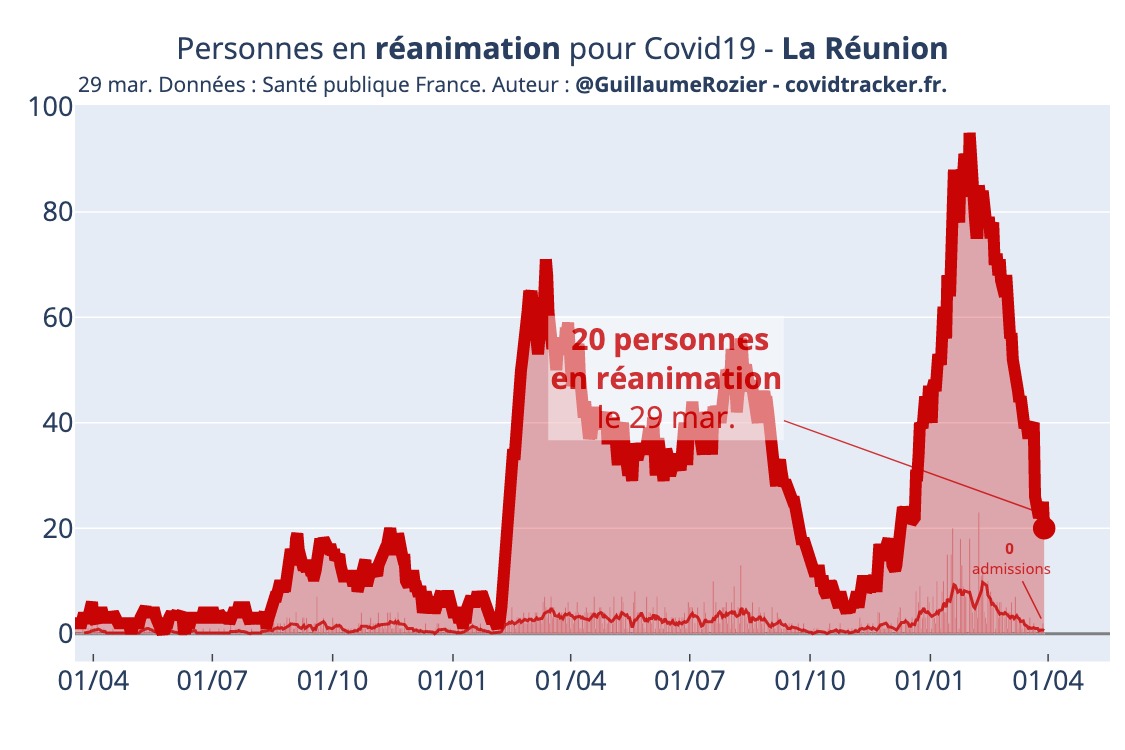 Personnes en réanimation pour Covid19 - La Réunion
29 mar. Données : Santé publique France. Auteur : @GuillaumeRozier - covidtracker.fr.
100
80
60
40
20
0
20 personnes
en réanimation
le 29 mar.
0
admissions
01/04 01/07 01/10 01/01 01/04 01/07 01/10 01/01 01/04